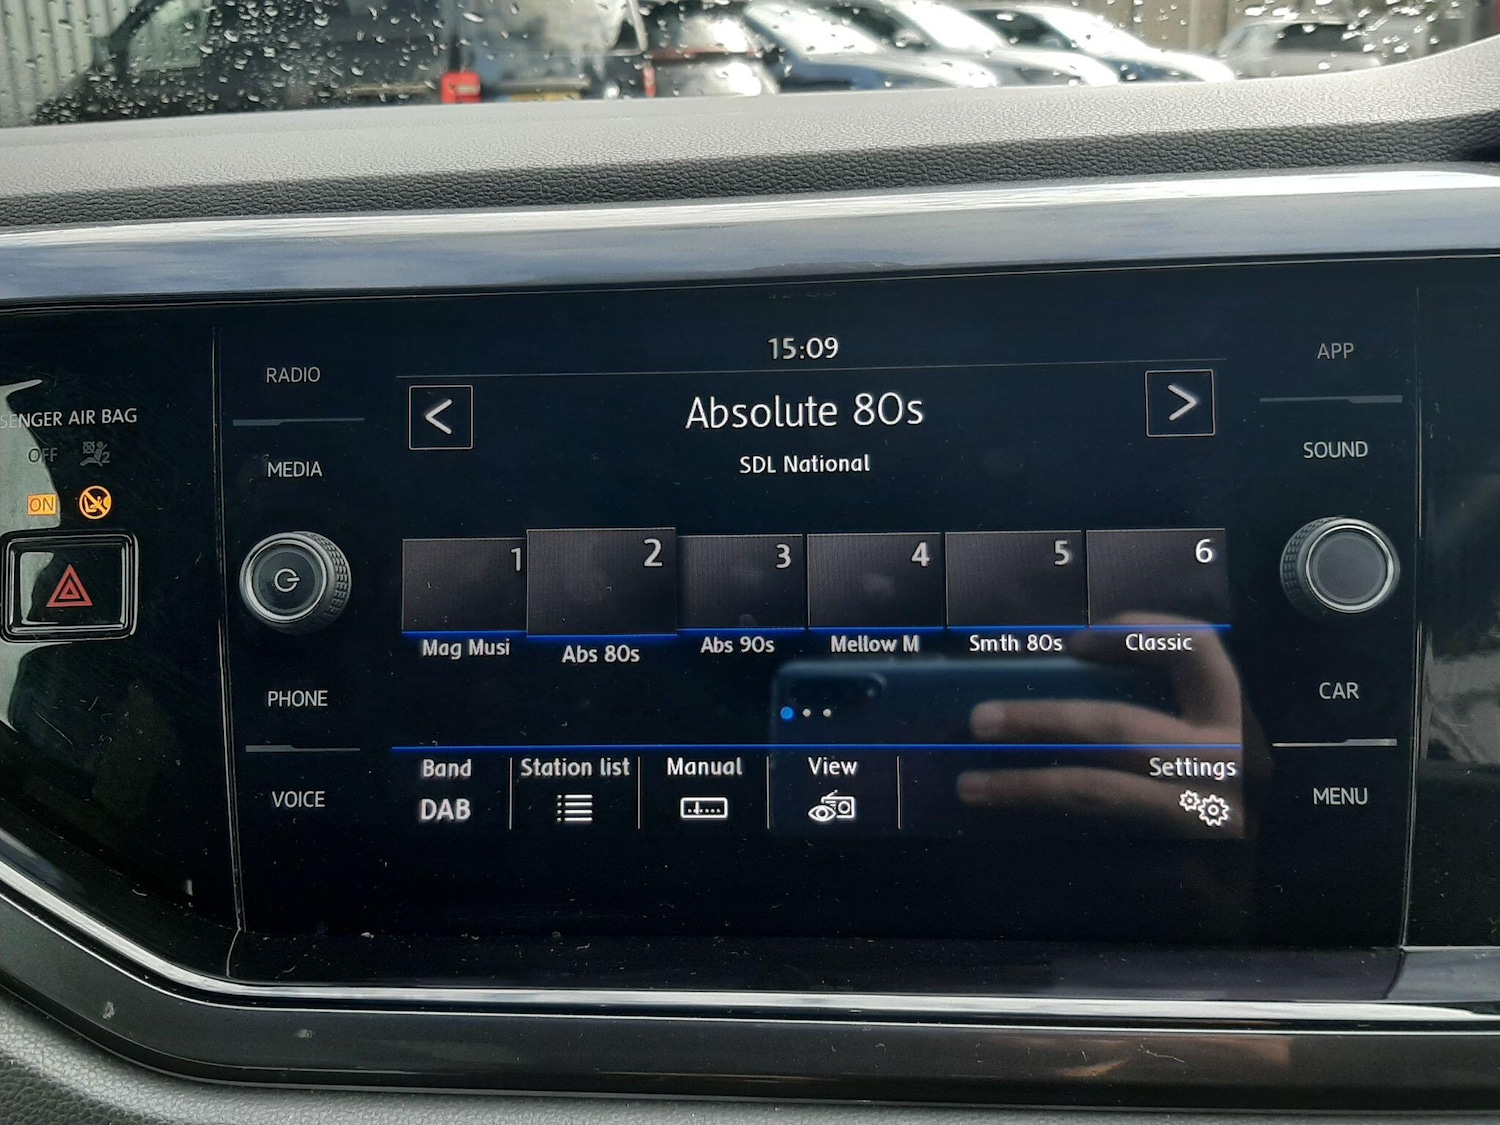 15:09
Absolute 80s
SDL National
RADIO
MEDIA
PHONE
VOICE
SENGER AIR BAG
OFF
ON
1 2 3 4 5 6
Mag Musi Abs 80s Abs 90s Mellow M Smth 80s Classic
Band Station list Manual View Settings
DAB
APP
SOUND
CAR
MENU